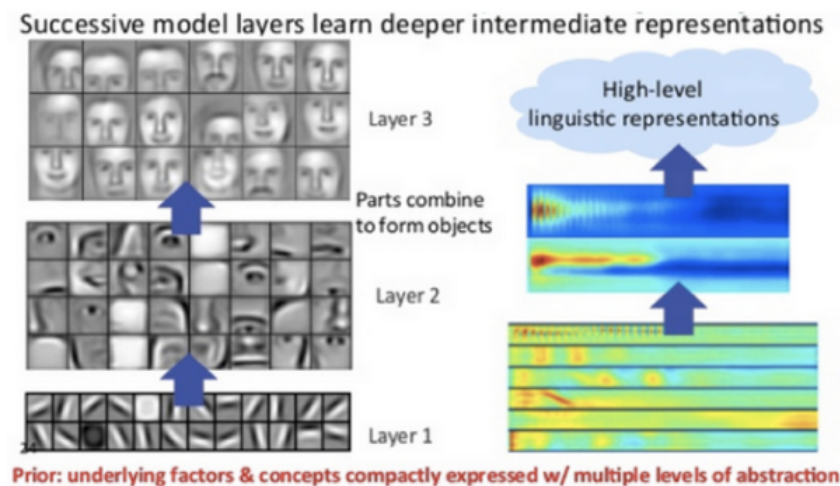 Successive model layers learn deeper intermediate representations
High-level
linguistic representations
Layer 3
Parts combine
to form objects
Layer 2
Layer 1
Prior: underlying factors & concepts compactly expressed w/ multiple levels of abstraction